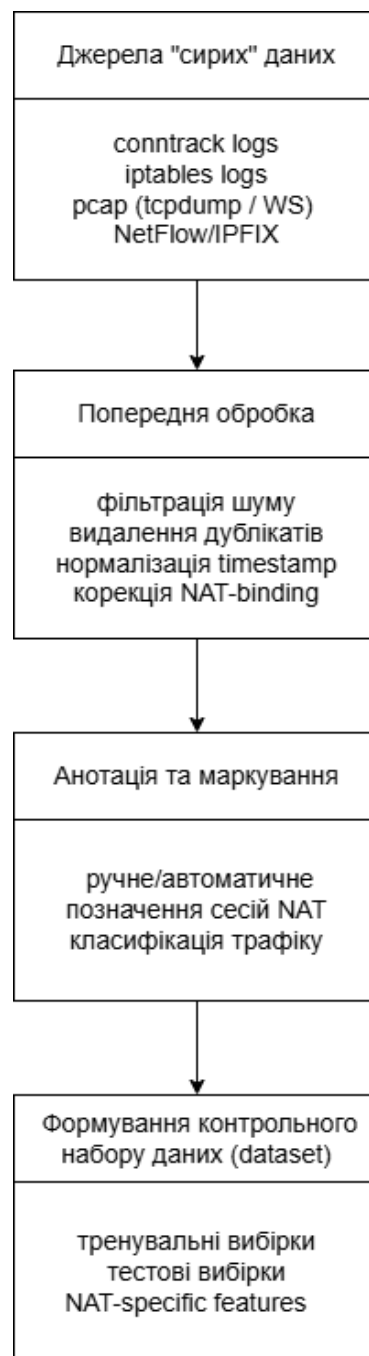 Джерела "сирих" даних
conntrack logs
iptables logs
pcap (tcpdump / WS)
NetFlow/IPFIX
Попередня обробка
фільтрація шуму
видалення дублікатів
нормалізація timestamp
корекція NAT-binding
Анотація та маркування
ручне/автоматичне
позначення сесій NAT
класифікація трафіку
Формування контрольного
набору даних (dataset)
тренувальні вибірки
тестові вибірки
NAT-specific features